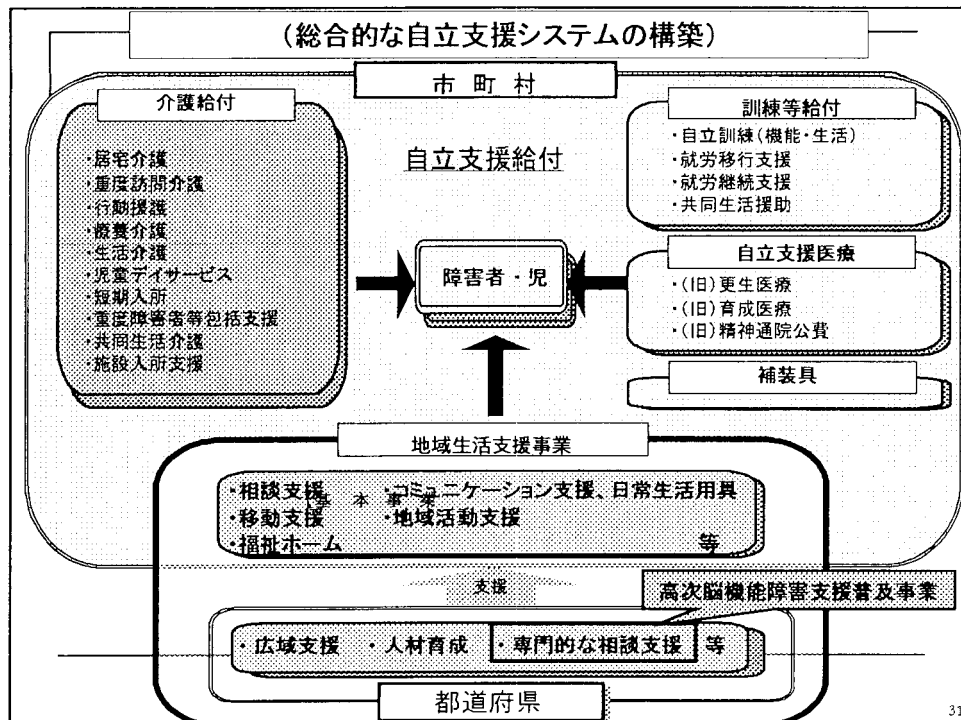 (総合的な自立支援システムの構築)
市 町 村
介護給付
・居宅介護
・重度訪問介護
・行動援護
・療養介護
・生活介護
・児童デイサービス
・短期入所
・重度障害者等包括支援
・共同生活介護
・施設入所支援
自立支援給付
障害者・児
訓練等給付
・自立訓練(機能・生活)
・就労移行支援
・就労継続支援
・共同生活援助
自立支援医療
・(旧)更生医療
・(旧)育成医療
・(旧)精神通院公費
補装具
地域生活支援事業
基 本 事 業
・相談支援 ・コミュニケーション支援、日常生活用具
・移動支援 ・地域活動支援
・福祉ホーム 等
支援
高次脳機能障害支援普及事業
・広域支援 ・人材育成 ・専門的な相談支援 等
都道府県
31